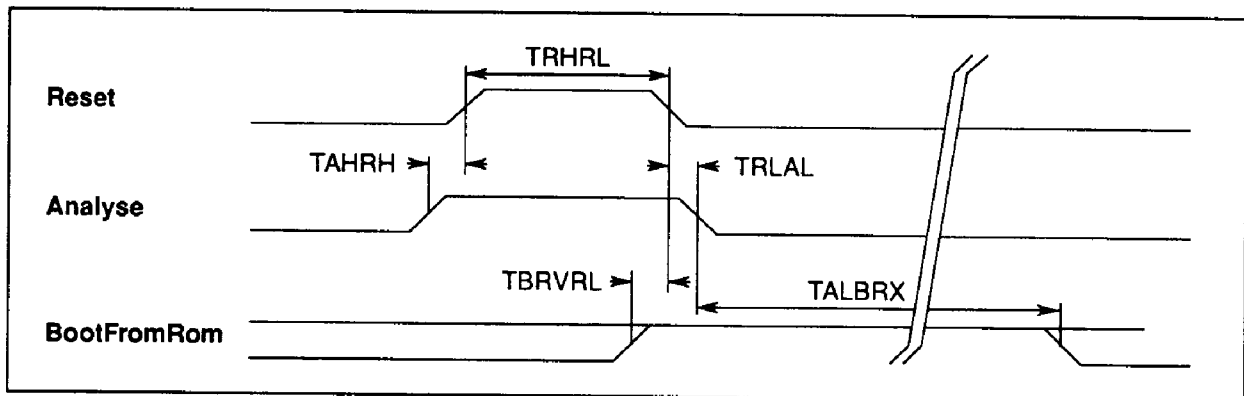 TRHRL
Reset
TAHRH
TRLAL
Analyse
TBRVRL
TALBRX
BootFromRom